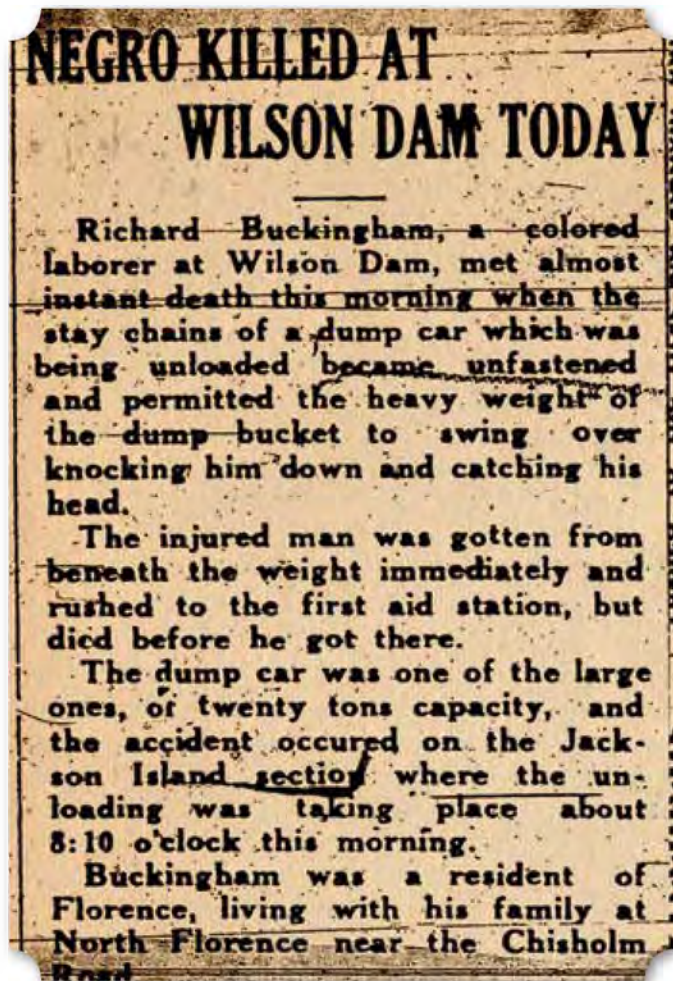 NEGRO KILLED AT
WILSON DAM TODAY
Richard Buckingham, a colored
laborer at Wilson Dam, met almost
instant death this morning when the
stay chains of a dump car which was
being unloaded became unfastened
and permitted the heavy weight of
the dump bucket to swing over
knocking him down and catching his
head.
The injured man was gotten from
beneath the weight immediately and
rushed to the first aid station, but
died before he got there.
The dump car was one of the large
ones, of twenty tons capacity, and
the accident occured on the Jack-
son Island section where the un-
loading was taking place about
8:10 o'clock this morning.
Buckingham was a resident of
Florence, living with his family at
North Florence near the Chisholm
Road